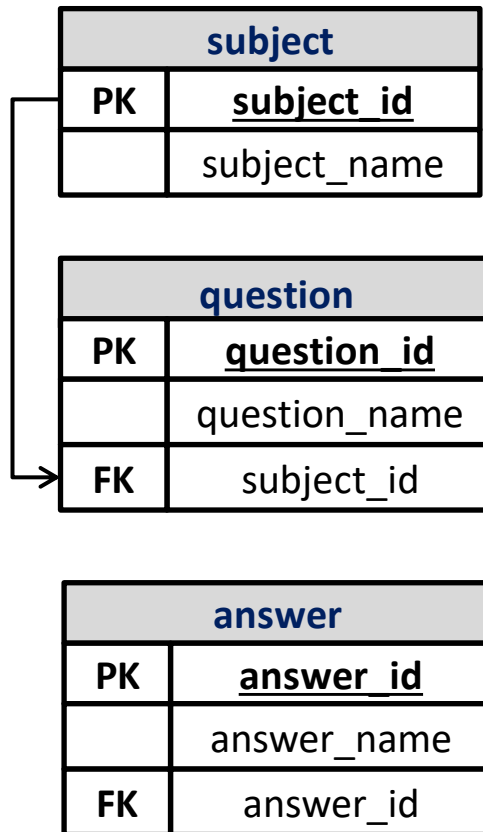 subject
PK subject_id
subject_name
question
PK question_id
question_name
FK subject_id
answer
PK answer_id
answer_name
FK answer_id